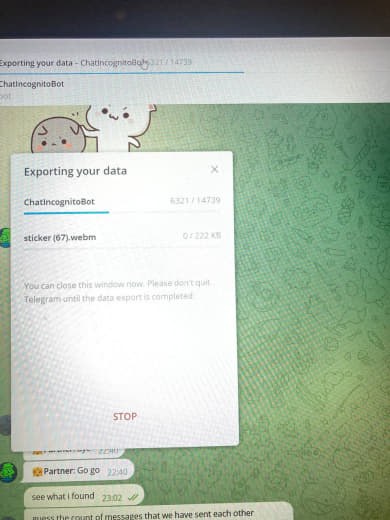 Exporting your data - ChatIncognitoBot 6321 / 14739
ChatIncognitoBot
bot
Exporting your data
ChatIncognitoBot 6321 / 14739
sticker (67).webm 0 / 222 KB
You can close this window now. Please don't quit
Telegram until the data export is completed.
STOP
22:40
Partner: Go go 22:40
see what i found 23:02
guess the count of messages that we have sent each other